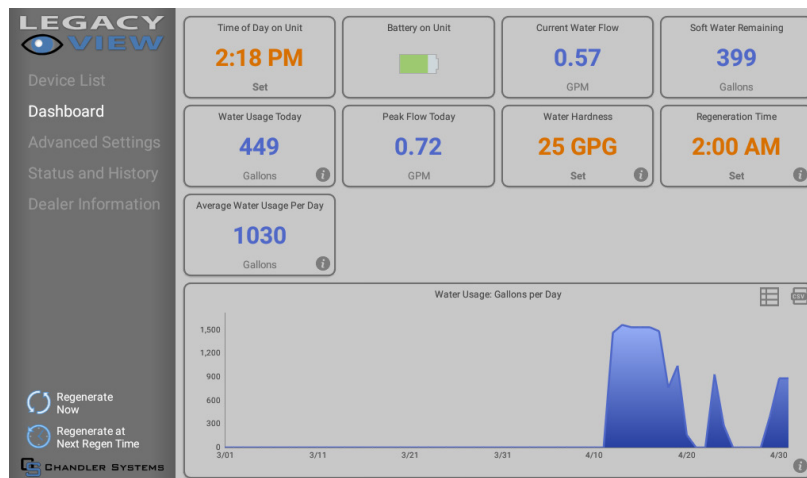 LEGACY
VIEW
Device List
Dashboard
Advanced Settings
Status and History
Dealer Information
Regenerate
Now
Regenerate at
Next Regen Time
CS CHANDLER SYSTEMS
Time of Day on Unit
2:18 PM
Set
Battery on Unit
Current Water Flow
0.57
GPM
Soft Water Remaining
399
Gallons
Water Usage Today
449
Gallons
i
Peak Flow Today
0.72
GPM
Water Hardness
25 GPG
Set
i
Regeneration Time
2:00 AM
Set
i
Average Water Usage Per Day
1030
Gallons
i
Water Usage: Gallons per Day
CSV
1,500
1,200
900
600
300
0
3/01 3/11 3/21 3/31 4/10 4/20 4/30
i